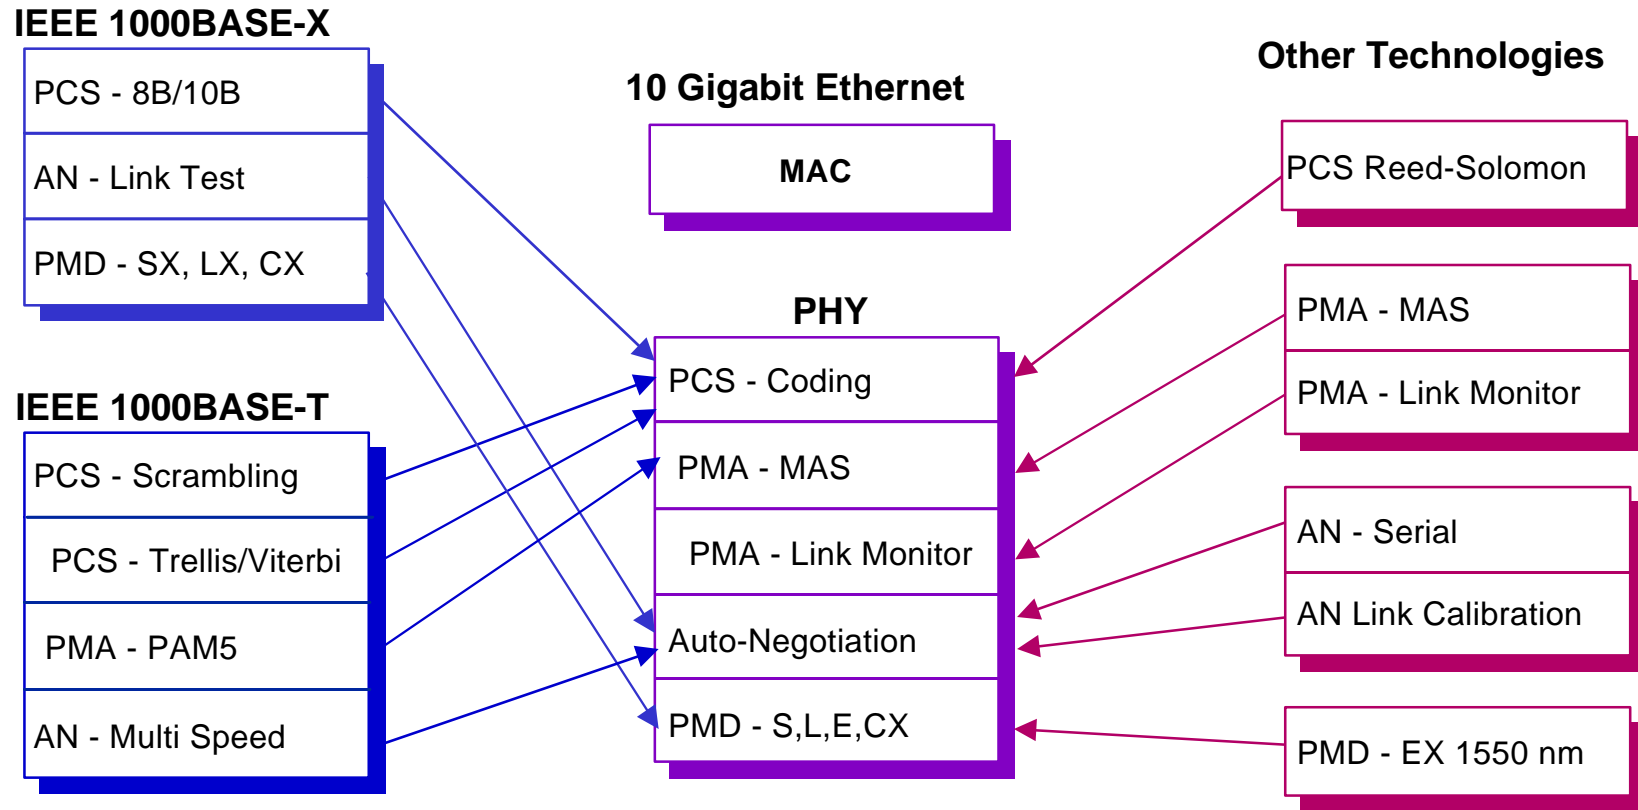 IEEE 1000BASE-X
PCS - 8B/10B
AN - Link Test
PMD - SX, LX, CX
IEEE 1000BASE-T
PCS - Scrambling
PCS - Trellis/Viterbi
PMA - PAM5
AN - Multi Speed
10 Gigabit Ethernet
MAC
PHY
PCS - Coding
PMA - MAS
PMA - Link Monitor
Auto-Negotiation
PMD - S,L,E,CX
Other Technologies
PCS Reed-Solomon
PMA - MAS
PMA - Link Monitor
AN - Serial
AN Link Calibration
PMD - EX 1550 nm